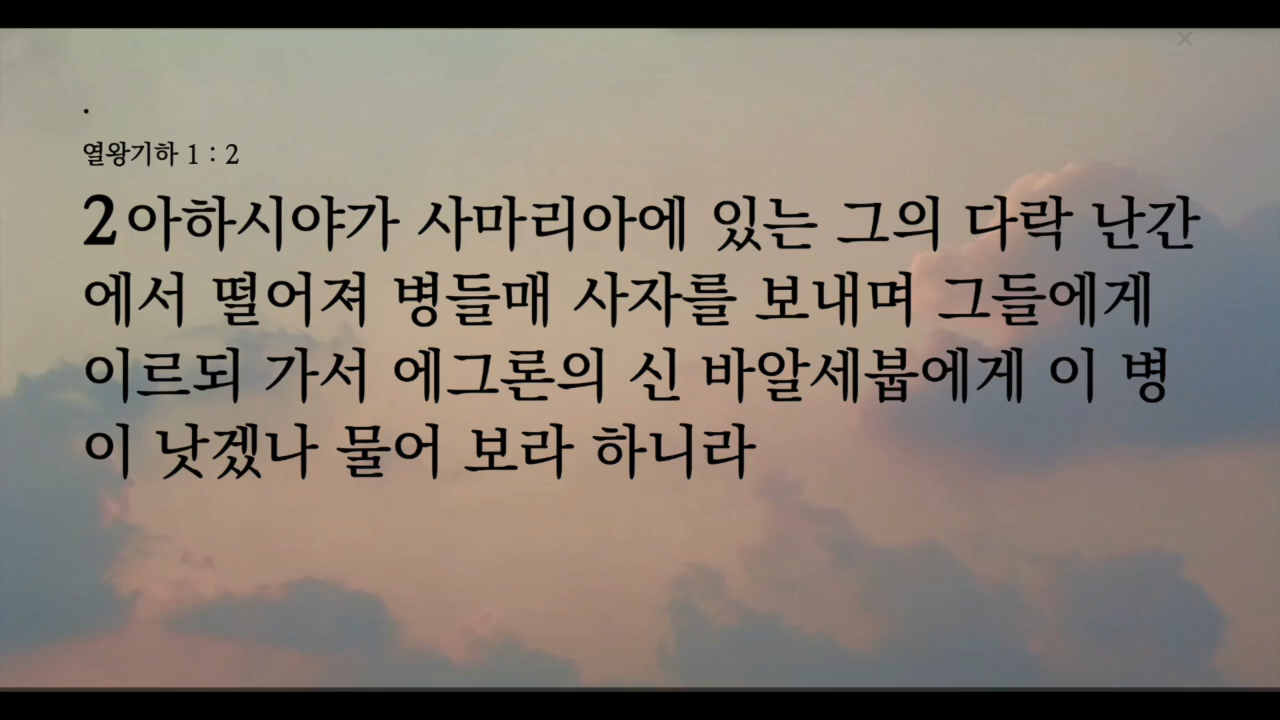 .
열왕기하 1 : 2
2 아하시야가 사마리아에 있는 그의 다락 난간
에서 떨어져 병들매 사자를 보내며 그들에게
이르되 가서 에그론의 신 바알세붑에게 이 병
이 낫겠나 물어 보라 하니라